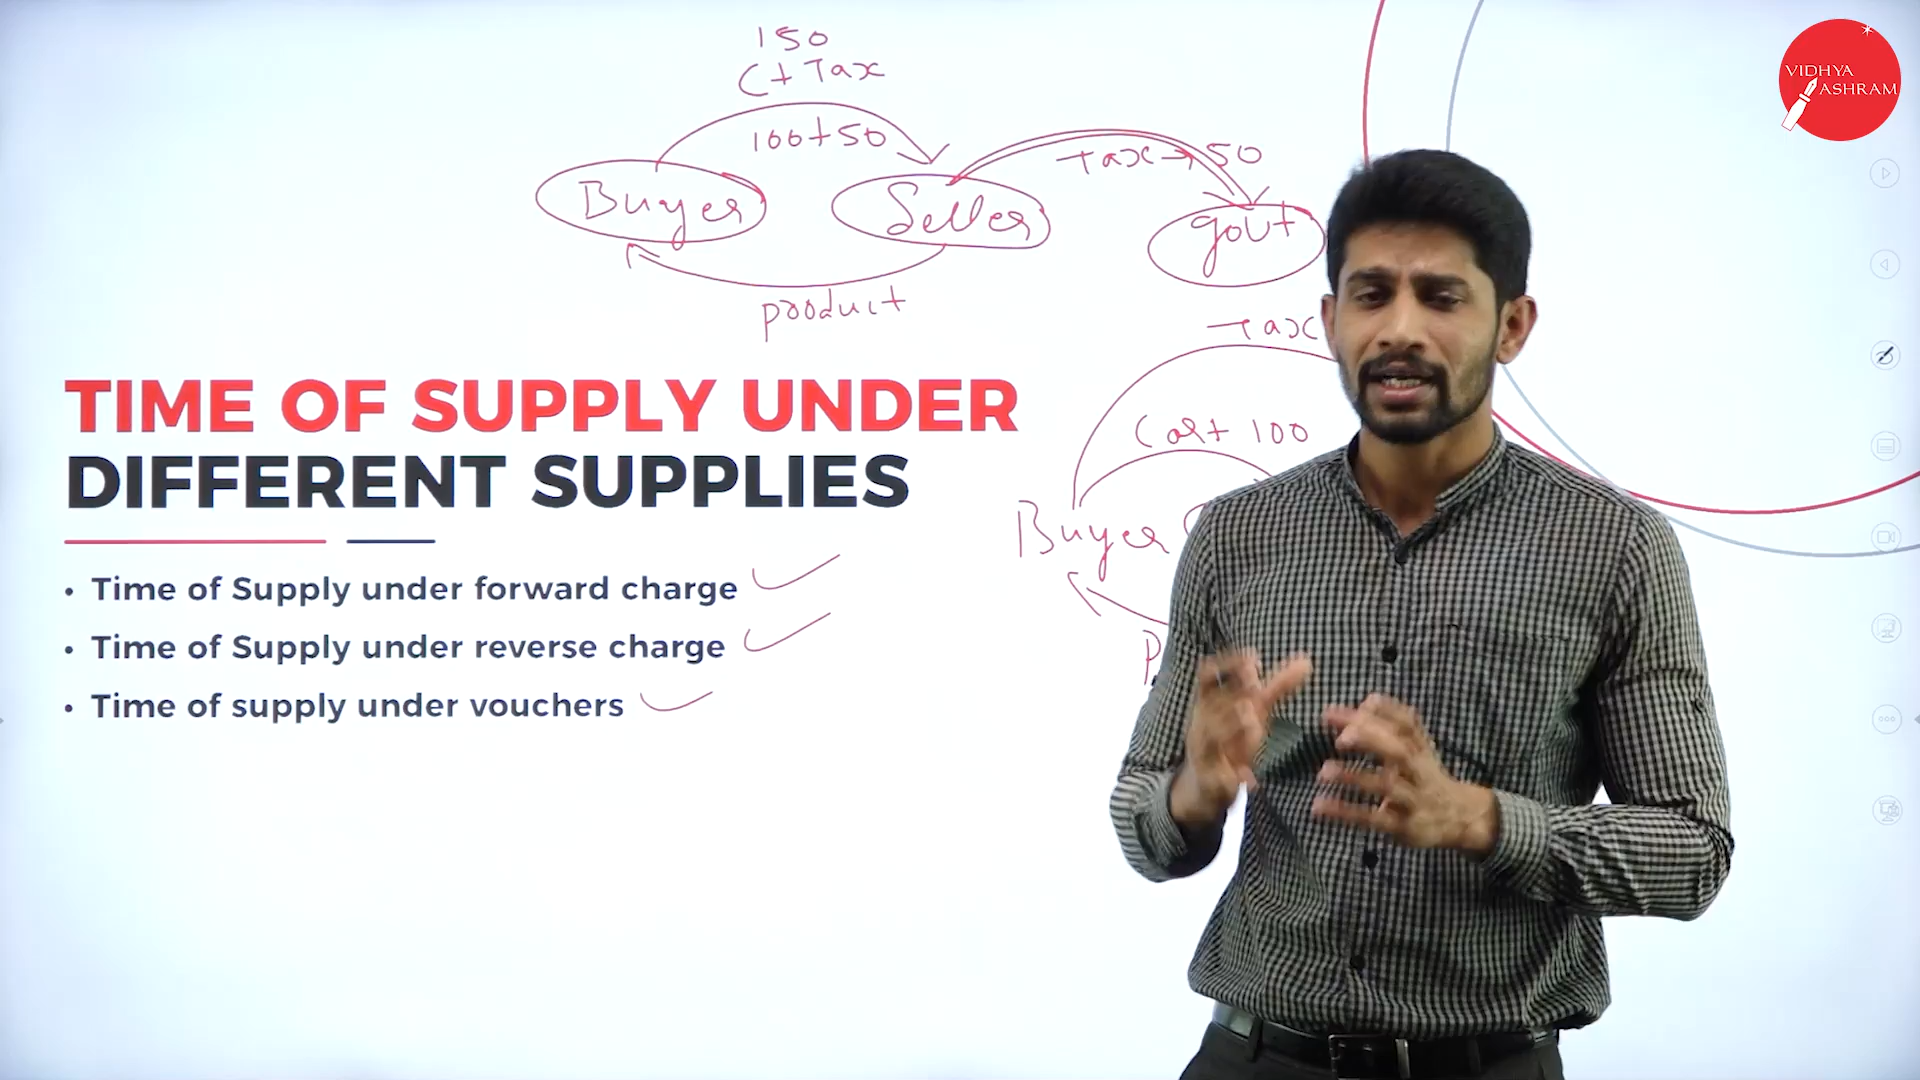 150
C + Tax
100+50
Tax → 50
Buyer
Seller
govt
product
Tax
Cost 100
Buyer
TIME OF SUPPLY UNDER
DIFFERENT SUPPLIES
• Time of Supply under forward charge
• Time of Supply under reverse charge
• Time of supply under vouchers
VIDHYA
ASHRAM